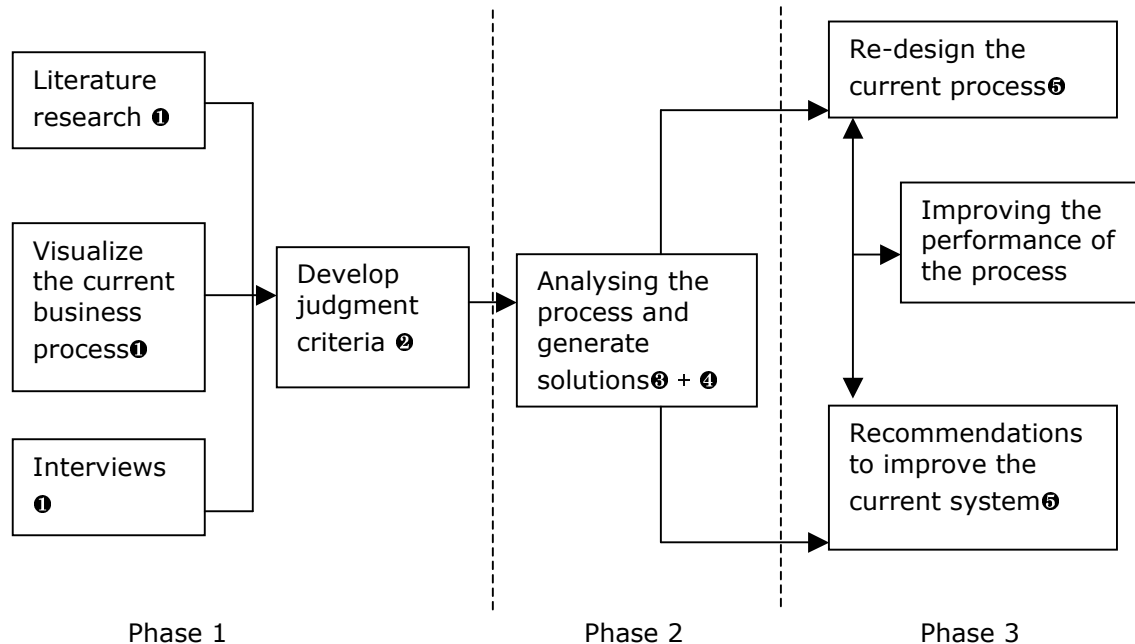 Literature
research ❶
Visualize
the current
business
process❶
Interviews
❶
Develop
judgment
criteria ❷
Analysing the
process and
generate
solutions❸ + ❹
Re-design the
current process❺
Improving the
performance of
the process
Recommendations
to improve the
current system❺
Phase 1
Phase 2
Phase 3